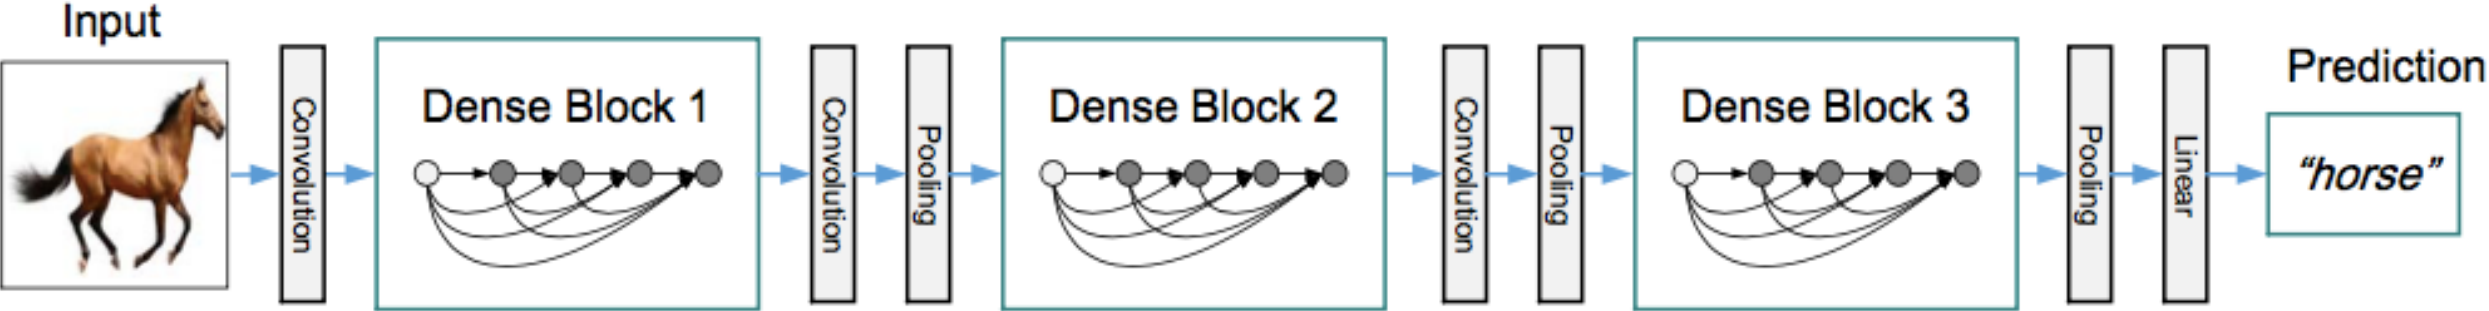 Input
Convolution
Dense Block 1
Convolution
Pooling
Dense Block 2
Convolution
Pooling
Dense Block 3
Pooling
Linear
Prediction
“horse”